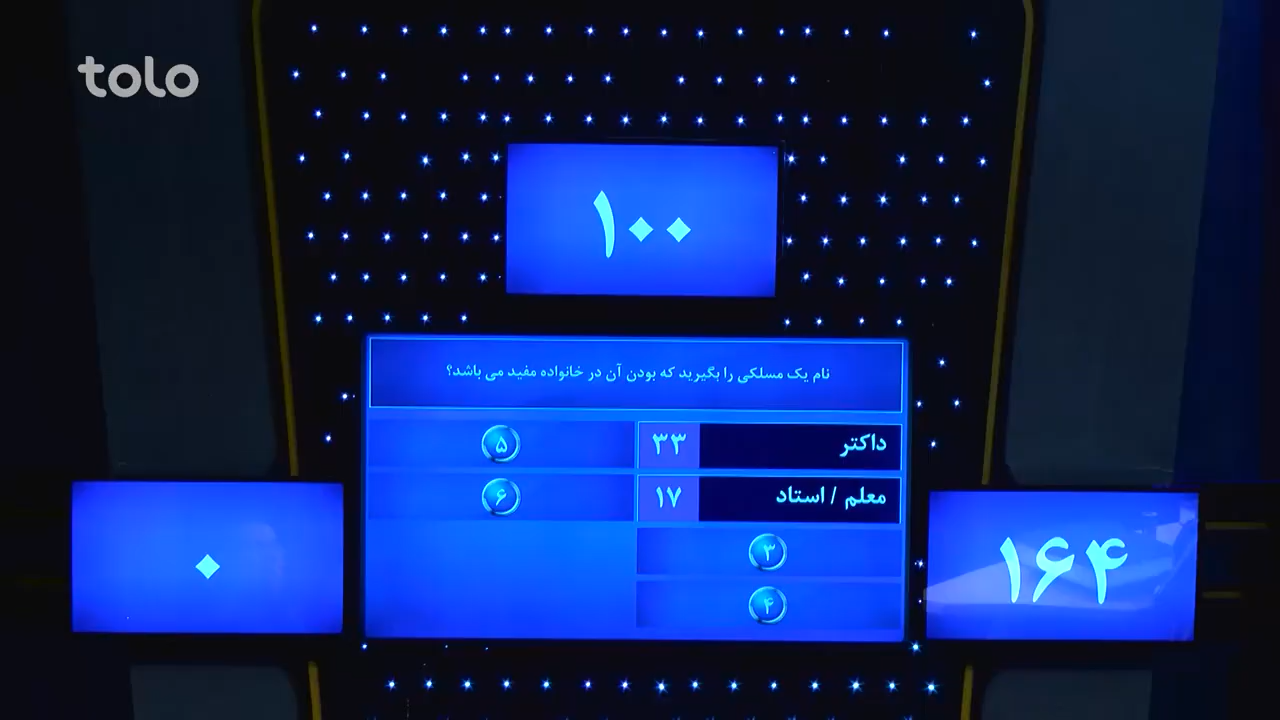 tolo
۱۰۰
نام یک مسلکی را بگیرید که بودن آن در خانواده مفید می باشد؟
داکتر ۳۳
معلم / استاد ۱۷
۳
۴
۵
۶
۱۶۴
۰